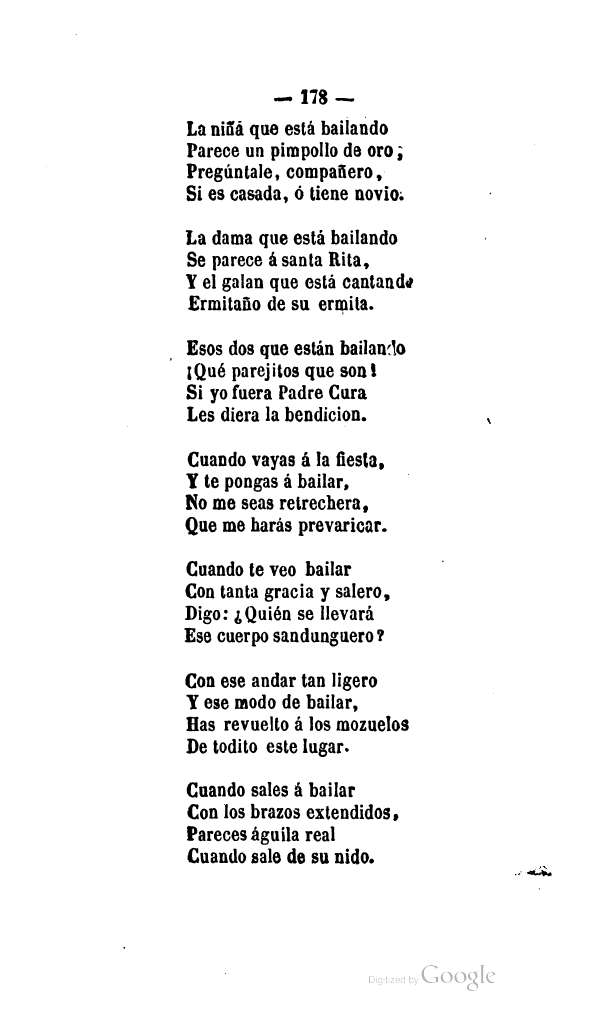 — 178 —
La niñá que está bailando
Parece un pimpollo de oro;
Pregúntale, compañero,
Si es casada, ó tiene novio.
La dama que está bailando
Se parece á santa Rita,
Y el galan que está cantando
Ermitaño de su ermita.
Esos dos que están bailando
¡Qué parejitos que son!
Si yo fuera Padre Cura
Les diera la bendicion.
Cuando vayas á la fiesta,
Y te pongas á bailar,
No me seas retrechera,
Que me harás prevaricar.
Cuando te veo bailar
Con tanta gracia y salero,
Digo: ¿Quién se llevará
Ese cuerpo sandunguero?
Con ese andar tan ligero
Y ese modo de bailar,
Has revuelto á los mozuelos
De todito este lugar.
Cuando sales á bailar
Con los brazos extendidos,
Pareces águila real
Cuando sale de su nido.
Digitized by Google